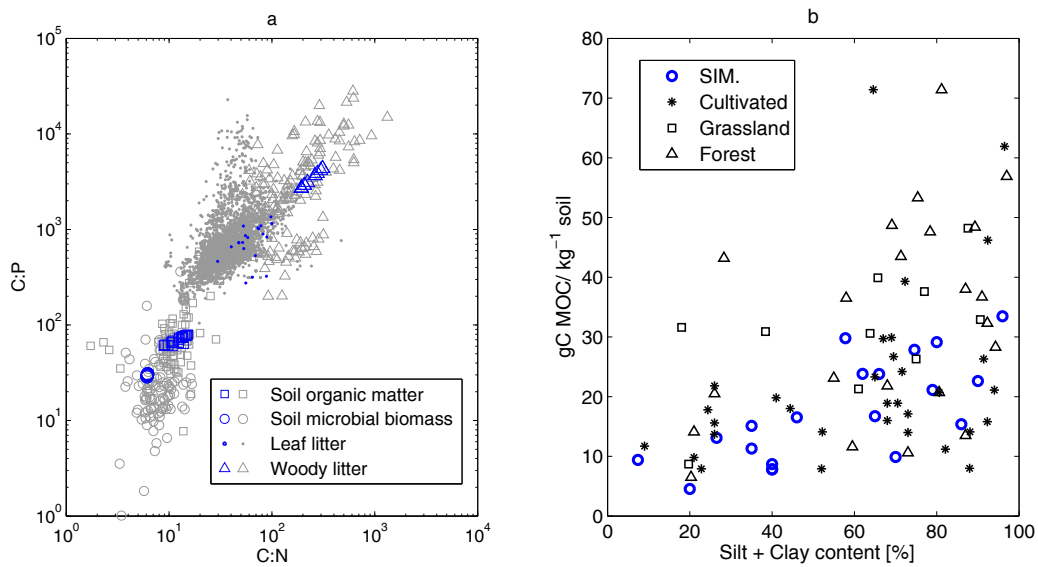 a
10^5
10^4
10^3
10^2
10^1
10^0
C:P
10^0
10^1
10^2
10^3
10^4
C:N
Soil organic matter
Soil microbial biomass
Leaf litter
Woody litter
b
80
70
60
50
40
30
20
10
0
gC MOC/ kg^-1 soil
0
20
40
60
80
100
Silt + Clay content [%]
SIM.
Cultivated
Grassland
Forest